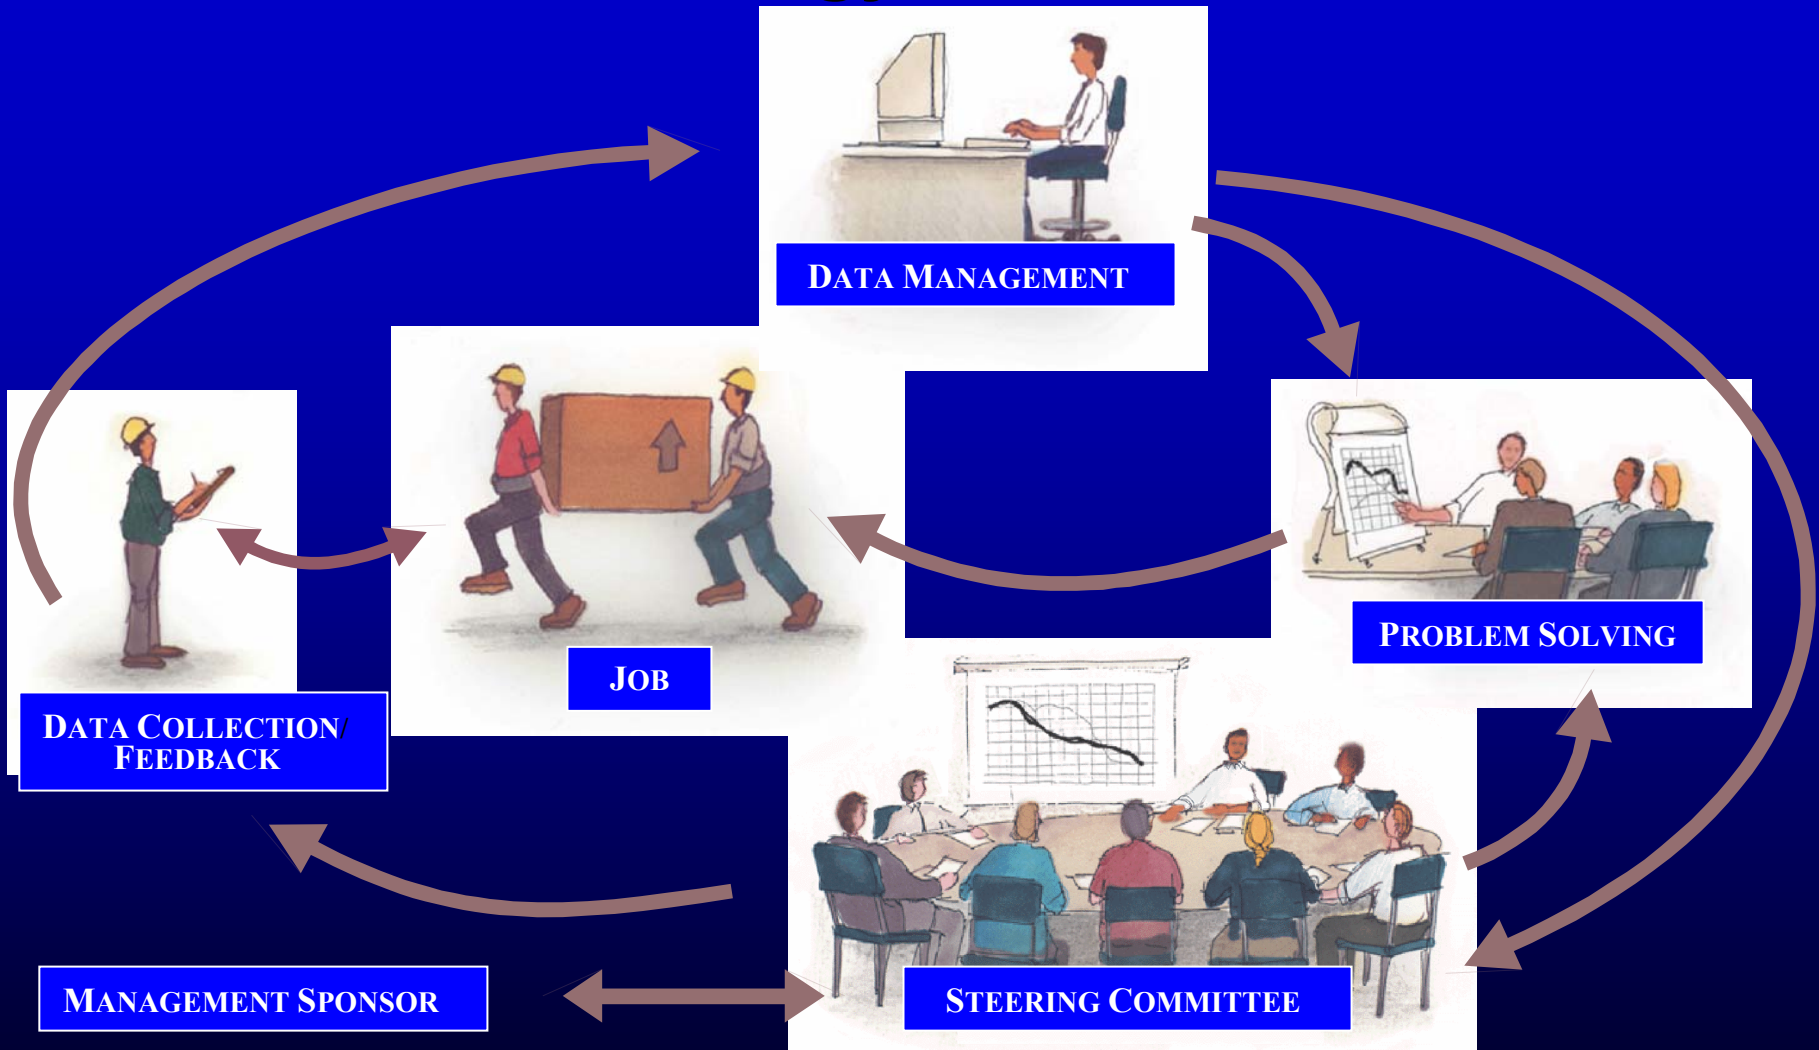 DATA MANAGEMENT
JOB
PROBLEM SOLVING
DATA COLLECTION/
FEEDBACK
MANAGEMENT SPONSOR
STEERING COMMITTEE